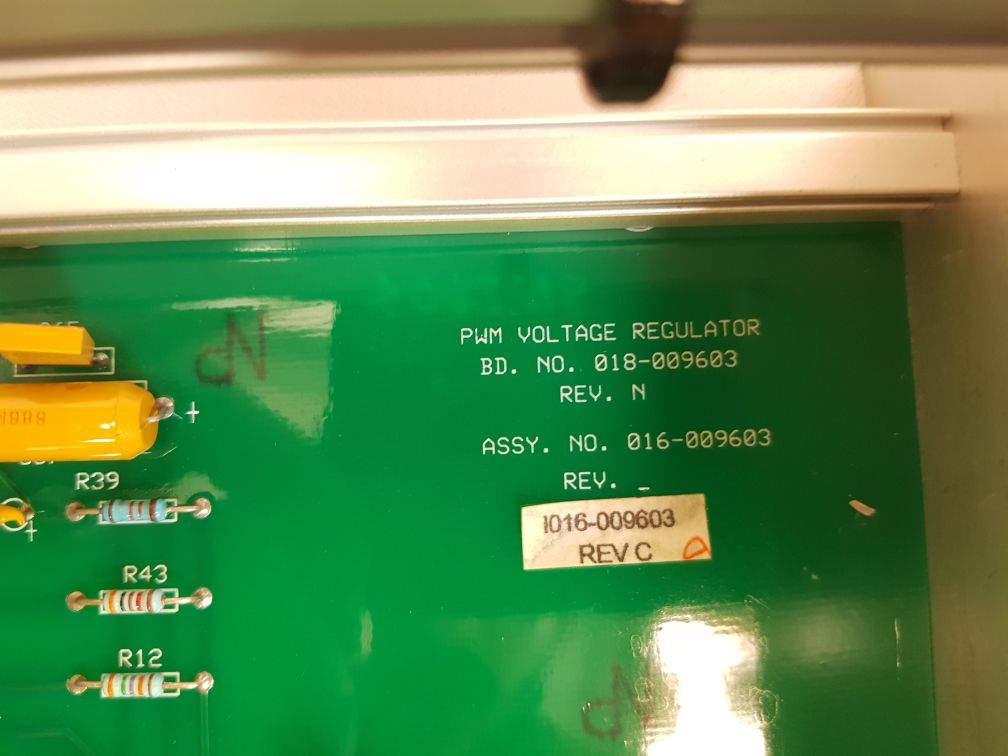 PWM VOLTAGE REGULATOR
BD. NO. 018-009603
REV. N
ASSY. NO. 016-009603
REV. _
I016-009603
REV C
+
R39
+
R43
R12